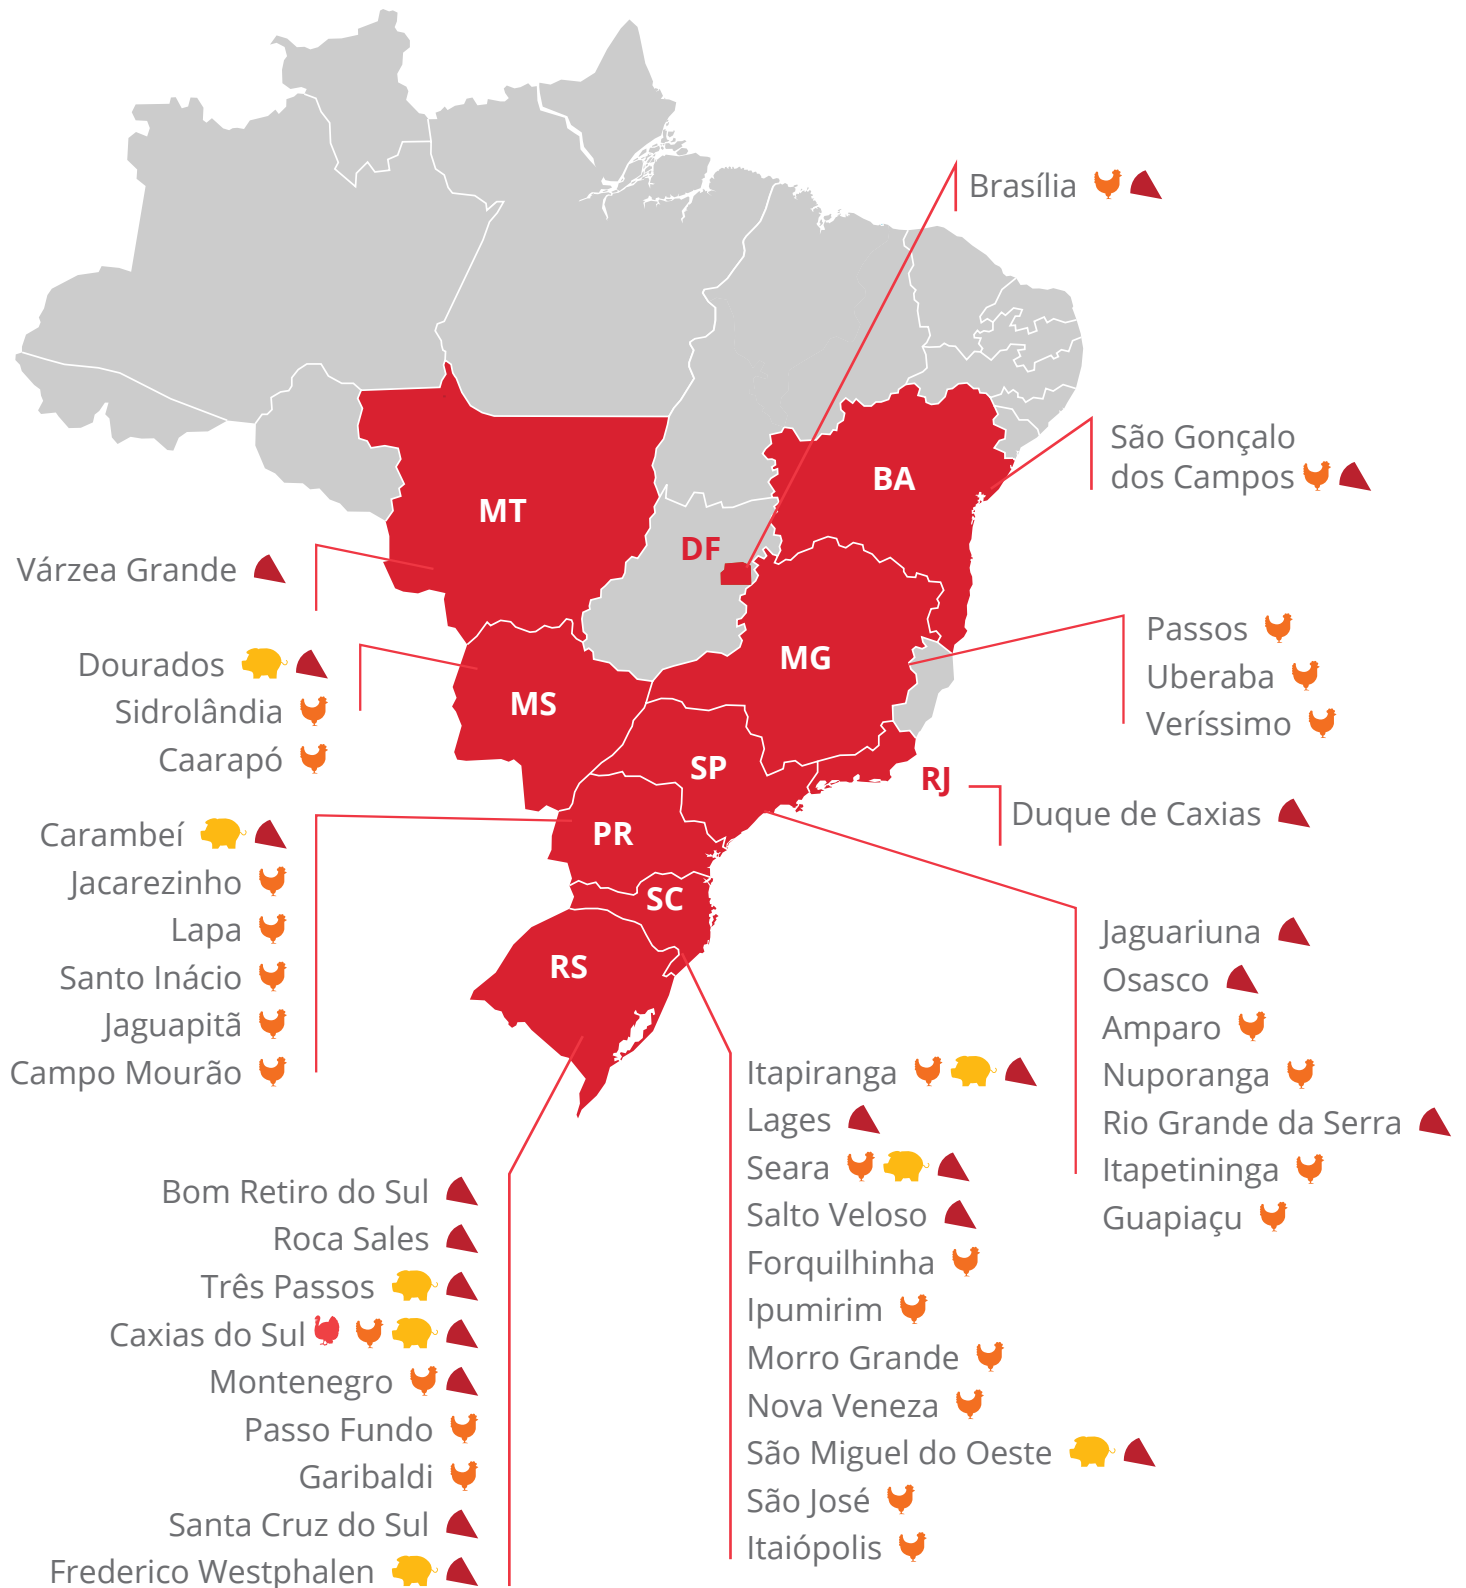 Brasília
São Gonçalo
dos Campos
BA
MT
DF
Várzea Grande
Passos
Uberaba
Veríssimo
Dourados
Sidrolândia
Caarapó
MG
MS
SP
RJ
Duque de Caxias
Carambeí
Jacarezinho
Lapa
Santo Inácio
Jaguapitã
Campo Mourão
PR
SC
RS
Jaguariuna
Osasco
Amparo
Nuporanga
Rio Grande da Serra
Itapetininga
Guapiaçu
Itapiranga
Lages
Seara
Salto Veloso
Forquilhinha
Ipumirim
Morro Grande
Nova Veneza
São Miguel do Oeste
São José
Itaiópolis
Bom Retiro do Sul
Roca Sales
Três Passos
Caxias do Sul
Montenegro
Passo Fundo
Garibaldi
Santa Cruz do Sul
Frederico Westphalen